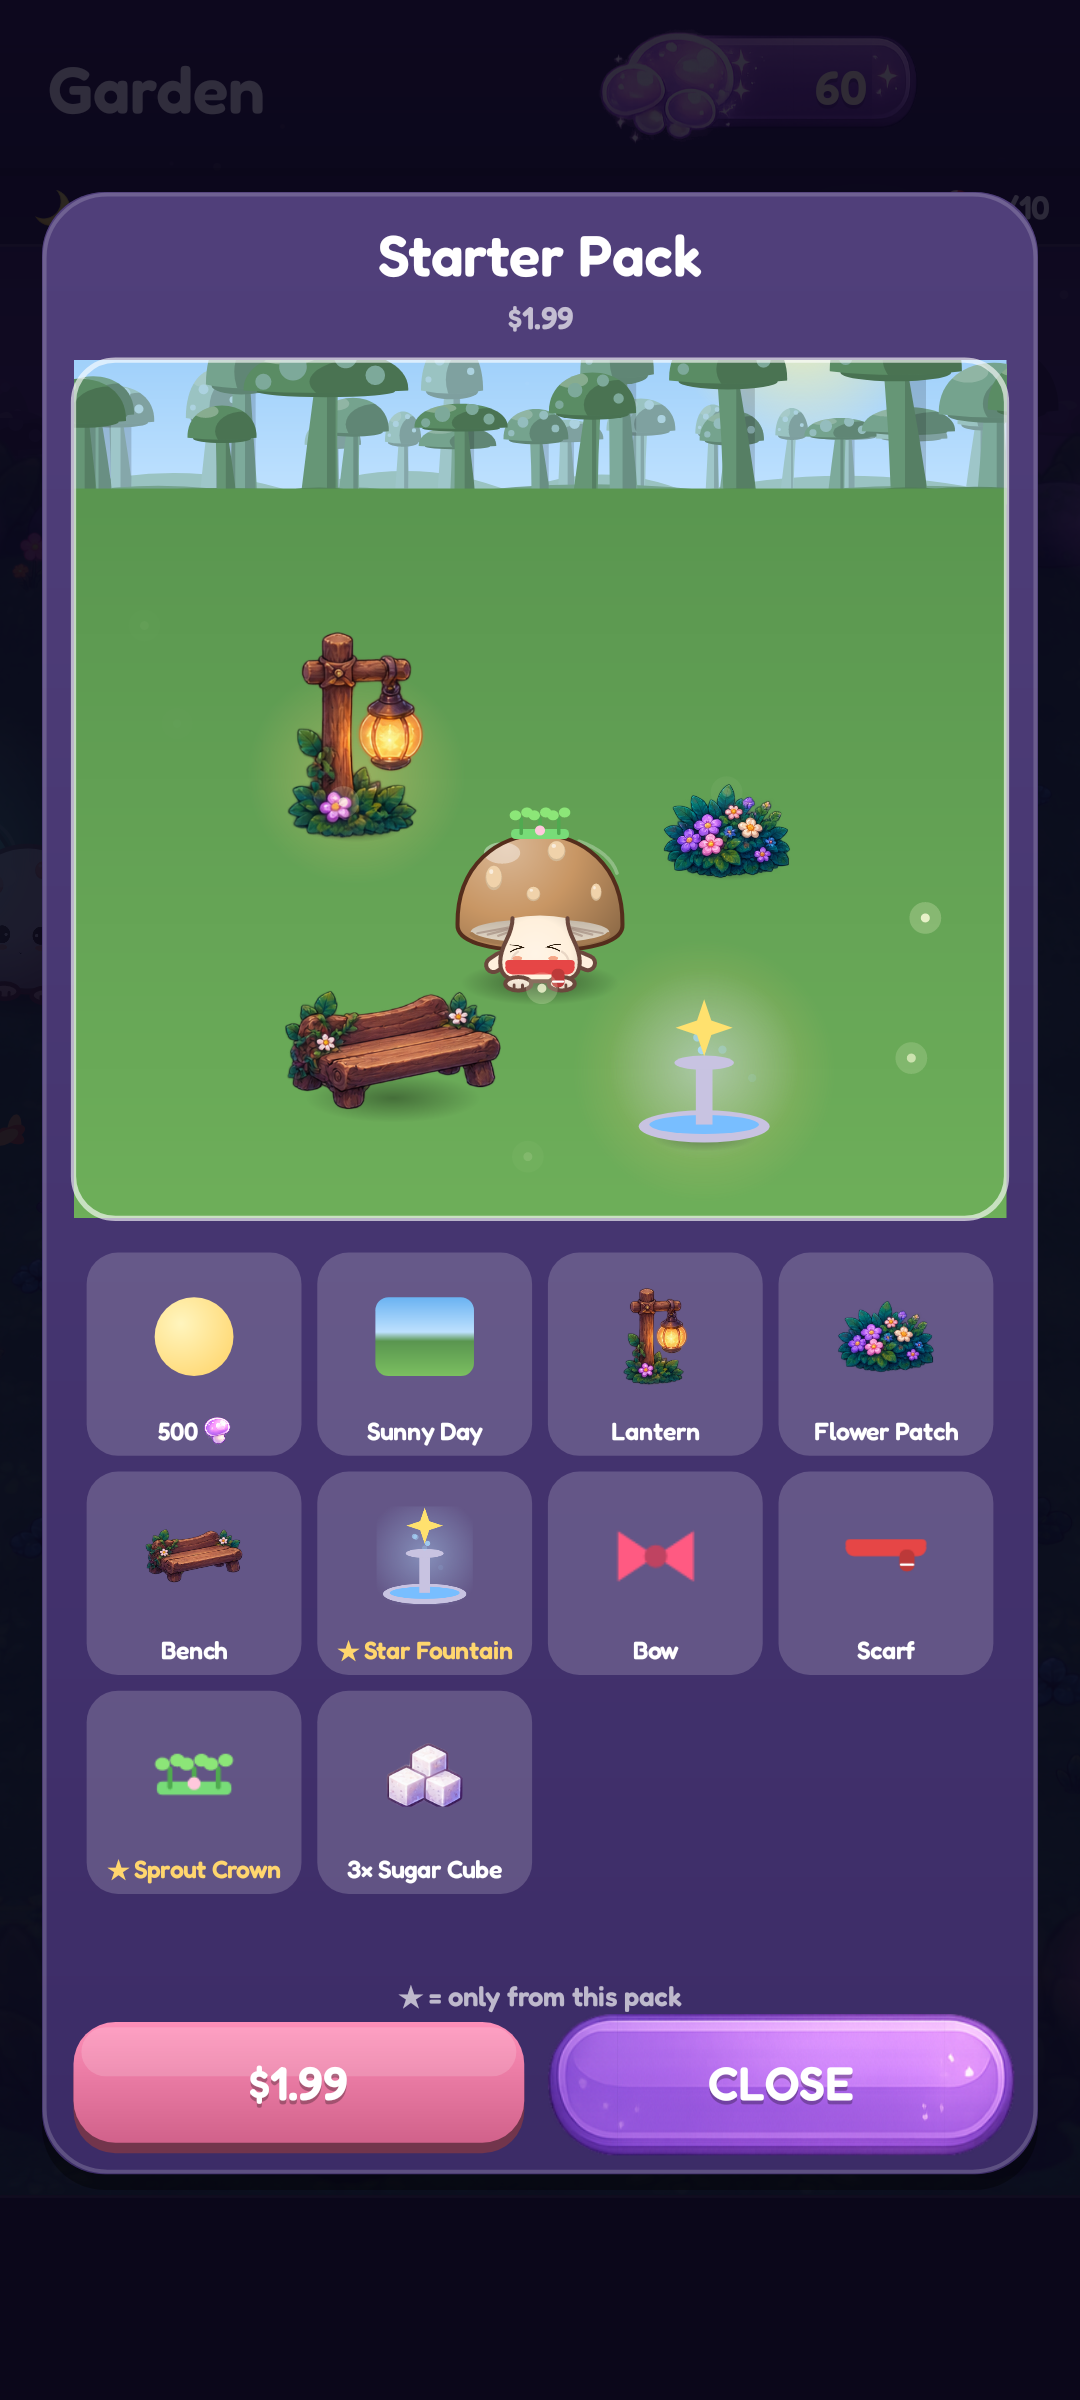 Garden
60
/10
Starter Pack
$1.99
500
Sunny Day
Lantern
Flower Patch
Bench
★ Star Fountain
Bow
Scarf
★ Sprout Crown
3x Sugar Cube
★ = only from this pack
$1.99
CLOSE